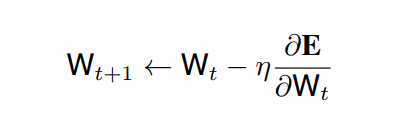 W_{t+1} ← W_t − η ∂E/∂W_t